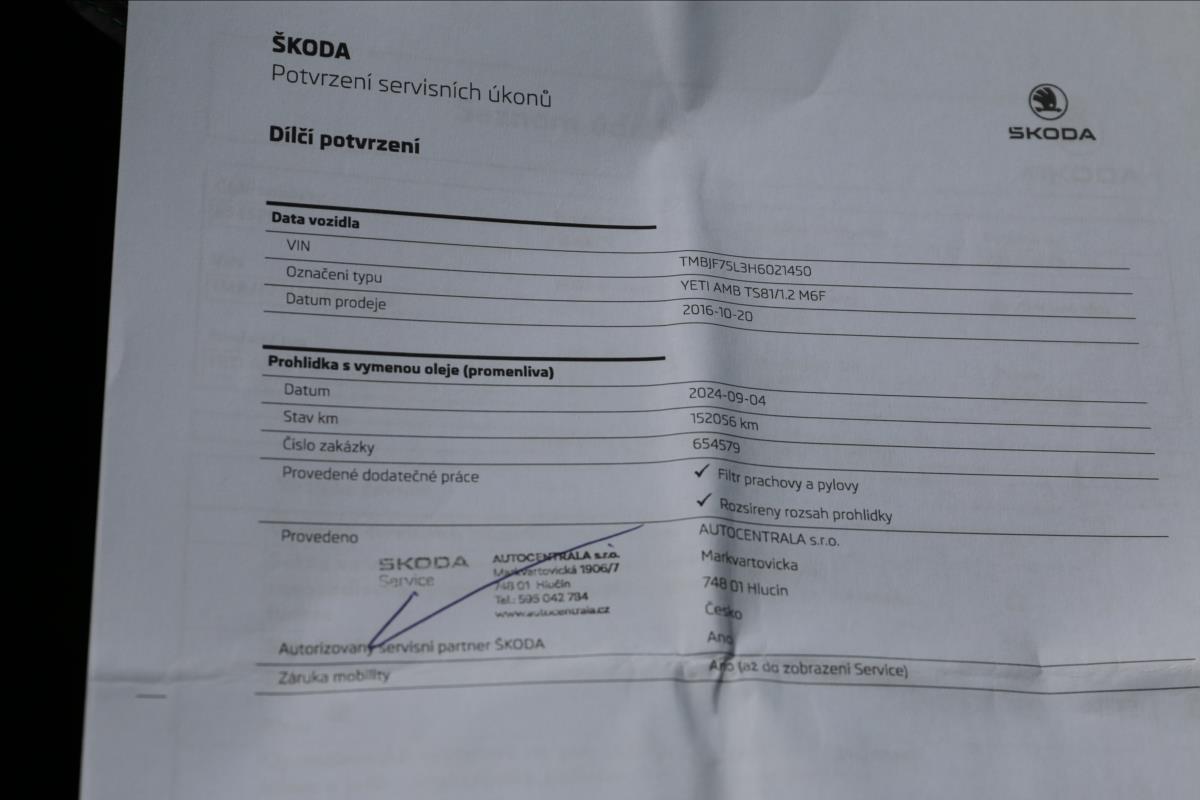 ŠKODA
Potvrzení servisních úkonů
ŠKODA
Dílčí potvrzení
Data vozidla
VIN TMBJF75L3H6021450
Označeni typu YETI AMB TS81/1.2 M6F
Datum prodeje 2016-10-20
Prohlidka s vymenou oleje (promenliva)
Datum 2024-09-04
Stav km 152056 km
Číslo zakázky 654579
Provedené dodatečné práce ✓ Filtr prachovy a pylovy
✓ Rozsireny rozsah prohlidky
Provedeno AUTOCENTRALA s.r.o.
Markvartovicka
748 01 Hlucin
Česko
ŠKODA
Service
AUTOCENTRALA s.r.o.
Markvartovická 1906/7
748 01 Hlučín
Tel.: 595 042 784
www.autocentrala.cz
Autorizovaný servisni partner ŠKODA Ano
Záruka mobility Ano (až do zobrazeni Service)